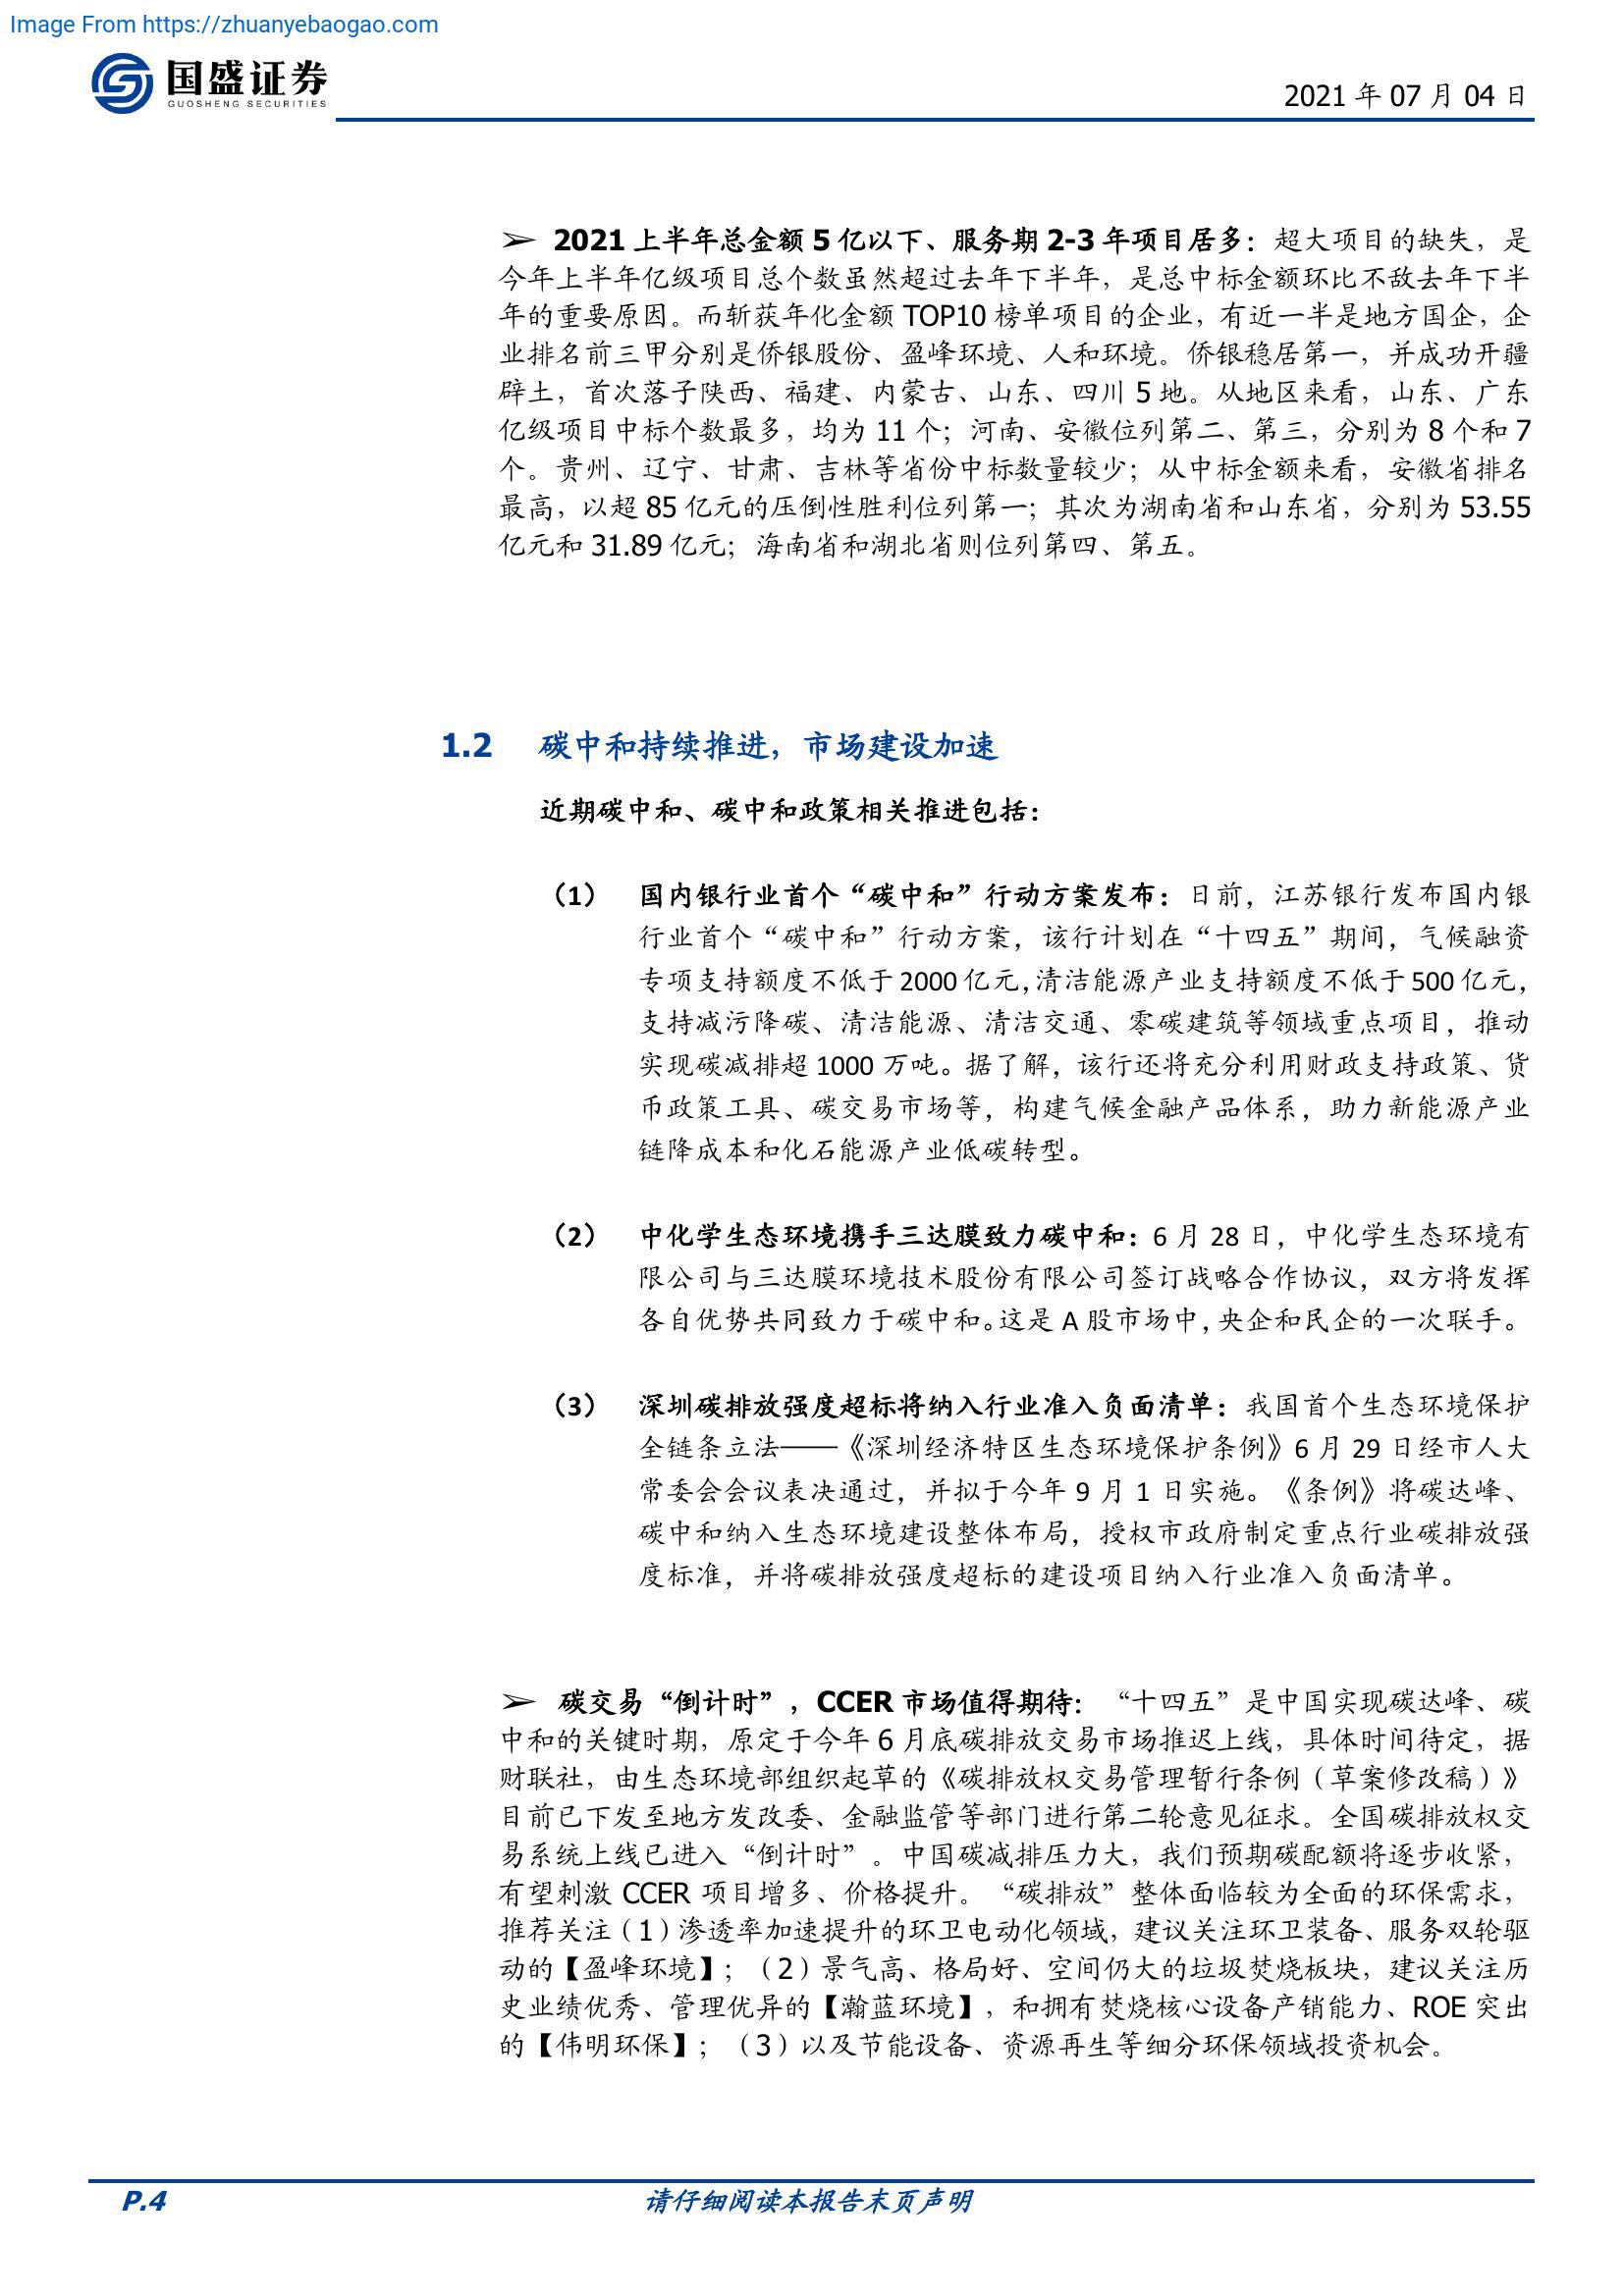 Image From https://zhuanyebaogao.com
国盛证券
GUOSHENG SECURITIES
2021 年 07 月 04 日
➢ 2021 上半年总金额 5 亿以下、服务期 2-3 年项目居多：超大项目的缺失，是
今年上半年亿级项目总个数虽然超过去年下半年，是总中标金额环比不敌去年下半
年的重要原因。而斩获年化金额 TOP10 榜单项目的企业，有近一半是地方国企，企
业排名前三甲分别是侨银股份、盈峰环境、人和环境。侨银稳居第一，并成功开疆
辟土，首次落子陕西、福建、内蒙古、山东、四川 5 地。从地区来看，山东、广东
亿级项目中标个数最多，均为 11 个；河南、安徽位列第二、第三，分别为 8 个和 7
个。贵州、辽宁、甘肃、吉林等省份中标数量较少；从中标金额来看，安徽省排名
最高，以超 85 亿元的压倒性胜利位列第一；其次为湖南省和山东省，分别为 53.55
亿元和 31.89 亿元；海南省和湖北省则位列第四、第五。
1.2 碳中和持续推进，市场建设加速
近期碳中和、碳中和政策相关推进包括：
（1） 国内银行业首个“碳中和”行动方案发布：日前，江苏银行发布国内银
行业首个“碳中和”行动方案，该行计划在“十四五”期间，气候融资
专项支持额度不低于 2000 亿元，清洁能源产业支持额度不低于 500 亿元，
支持减污降碳、清洁能源、清洁交通、零碳建筑等领域重点项目，推动
实现碳减排超 1000 万吨。据了解，该行还将充分利用财政支持政策、货
币政策工具、碳交易市场等，构建气候金融产品体系，助力新能源产业
链降成本和化石能源产业低碳转型。
（2） 中化学生态环境携手三达膜致力碳中和：6 月 28 日，中化学生态环境有
限公司与三达膜环境技术股份有限公司签订战略合作协议，双方将发挥
各自优势共同致力于碳中和。这是 A 股市场中，央企和民企的一次联手。
（3） 深圳碳排放强度超标将纳入行业准入负面清单：我国首个生态环境保护
全链条立法——《深圳经济特区生态环境保护条例》6 月 29 日经市人大
常委会会议表决通过，并拟于今年 9 月 1 日实施。《条例》将碳达峰、
碳中和纳入生态环境建设整体布局，授权市政府制定重点行业碳排放强
度标准，并将碳排放强度超标的建设项目纳入行业准入负面清单。
➢ 碳交易“倒计时”，CCER 市场值得期待：“十四五”是中国实现碳达峰、碳
中和的关键时期，原定于今年 6 月底碳排放交易市场推迟上线，具体时间待定，据
财联社，由生态环境部组织起草的《碳排放权交易管理暂行条例（草案修改稿）》
目前已下发至地方发改委、金融监管等部门进行第二轮意见征求。全国碳排放权交
易系统上线已进入“倒计时”。中国碳减排压力大，我们预期碳配额将逐步收紧，
有望刺激 CCER 项目增多、价格提升。“碳排放”整体面临较为全面的环保需求，
推荐关注（1）渗透率加速提升的环卫电动化领域，建议关注环卫装备、服务双轮驱
动的【盈峰环境】；（2）景气高、格局好、空间仍大的垃圾焚烧板块，建议关注历
史业绩优秀、管理优异的【瀚蓝环境】，和拥有焚烧核心设备产销能力、ROE 突出
的【伟明环保】；（3）以及节能设备、资源再生等细分环保领域投资机会。
P.4
请仔细阅读本报告末页声明